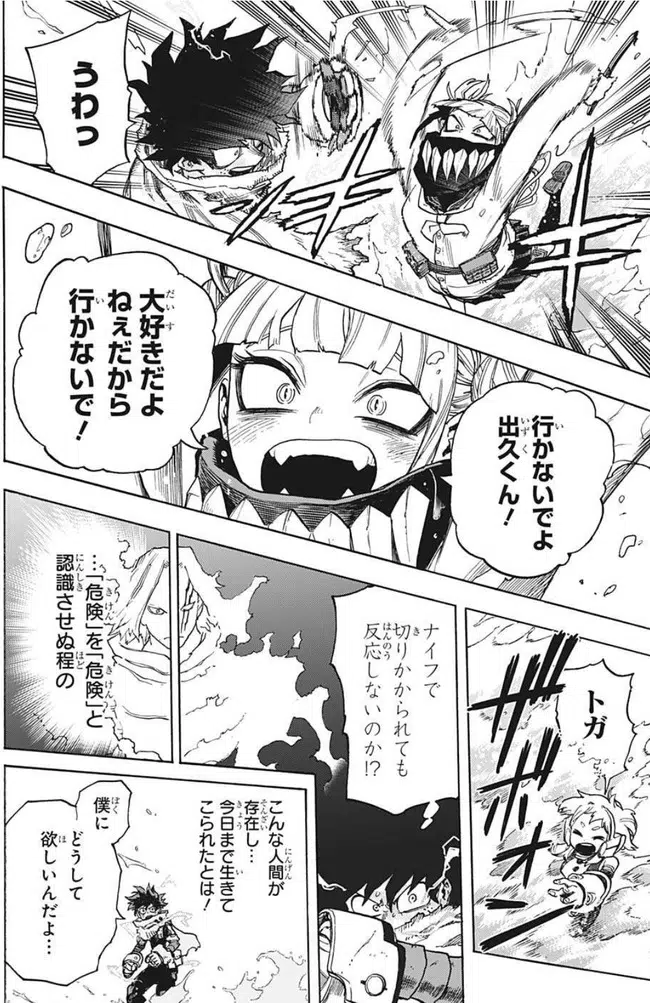 うわっ
行かないでよ
出久くん！
大好きだよ
ねぇだから
行かないで！
トガ
ナイフで
切りかかられても
反応しないのか!?
…「危険」を「危険」と
認識させぬ程の
こんな人間が
存在し…
今日まで生きて
こられたとは！
僕に
どうして
欲しいんだよ…